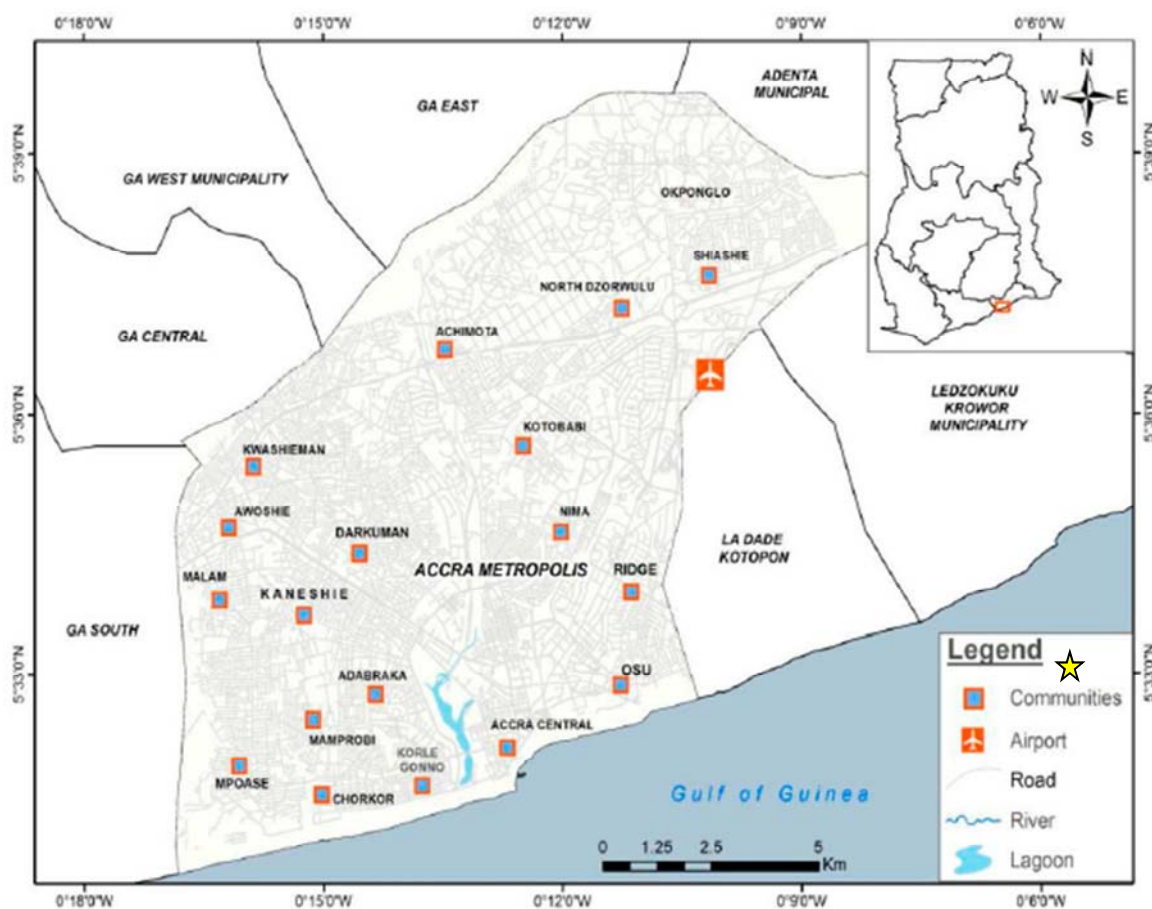 0°18'0"W 0°15'0"W 0°12'0"W 0°9'0"W 0°6'0"W
N
W E
S
ADENTA
MUNICIPAL
GA EAST
5°39'0"N
5°39'0"N
GA WEST MUNICIPALITY
OKPONGLO
SHIASHIE
NORTH DZORWULU
GA CENTRAL
ACHIMOTA
LEDZOKUKU
KROWOR
MUNICIPALITY
5°36'0"N
5°36'0"N
KOTOBABI
KWASHIEMAN
AWOSHIE
NIMA
DARKUMAN
LA DADE
KOTOPON
ACCRA METROPOLIS
RIDGE
MALAM
KANESHIE
GA SOUTH
5°33'0"N
5°33'0"N
OSU
ADABRAKA
ACCRA CENTRAL
MAMPROBI
KORLE
GONNO
MPOASE
CHORKOR
Gulf of Guinea
0 1.25 2.5 5
Km
Legend
Communities
Airport
Road
River
Lagoon
0°18'0"W 0°15'0"W 0°12'0"W 0°9'0"W 0°6'0"W